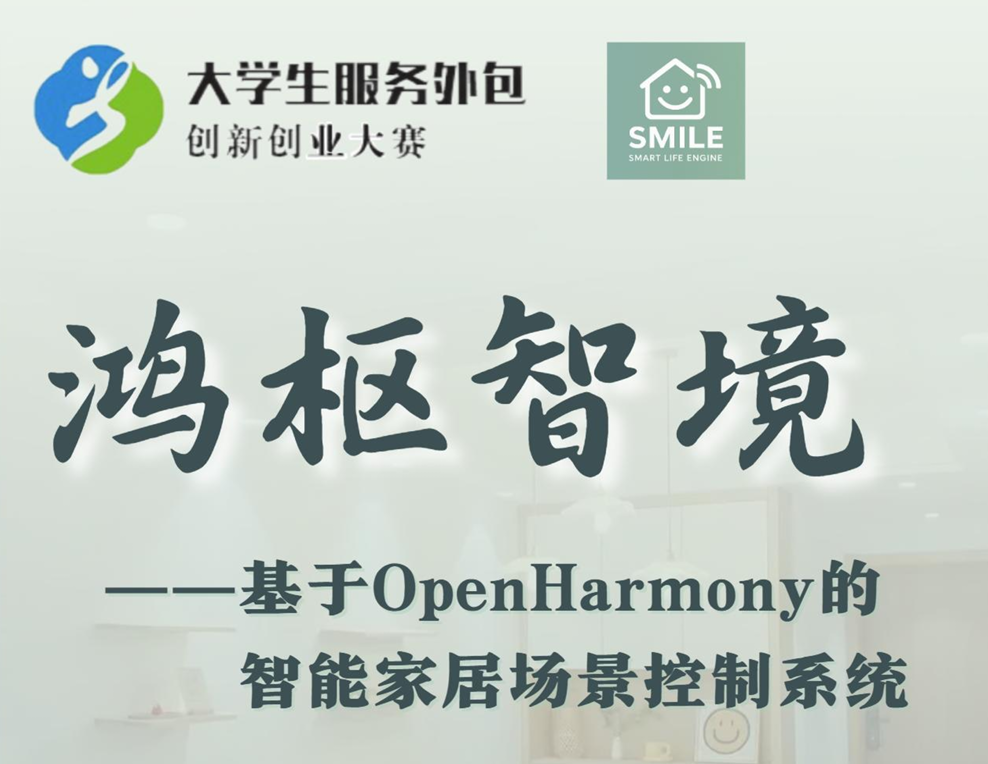 大学生服务外包
创新创业大赛
SMILE
SMART LIFE ENGINE
鸿枢智境
——基于OpenHarmony的
智能家居场景控制系统